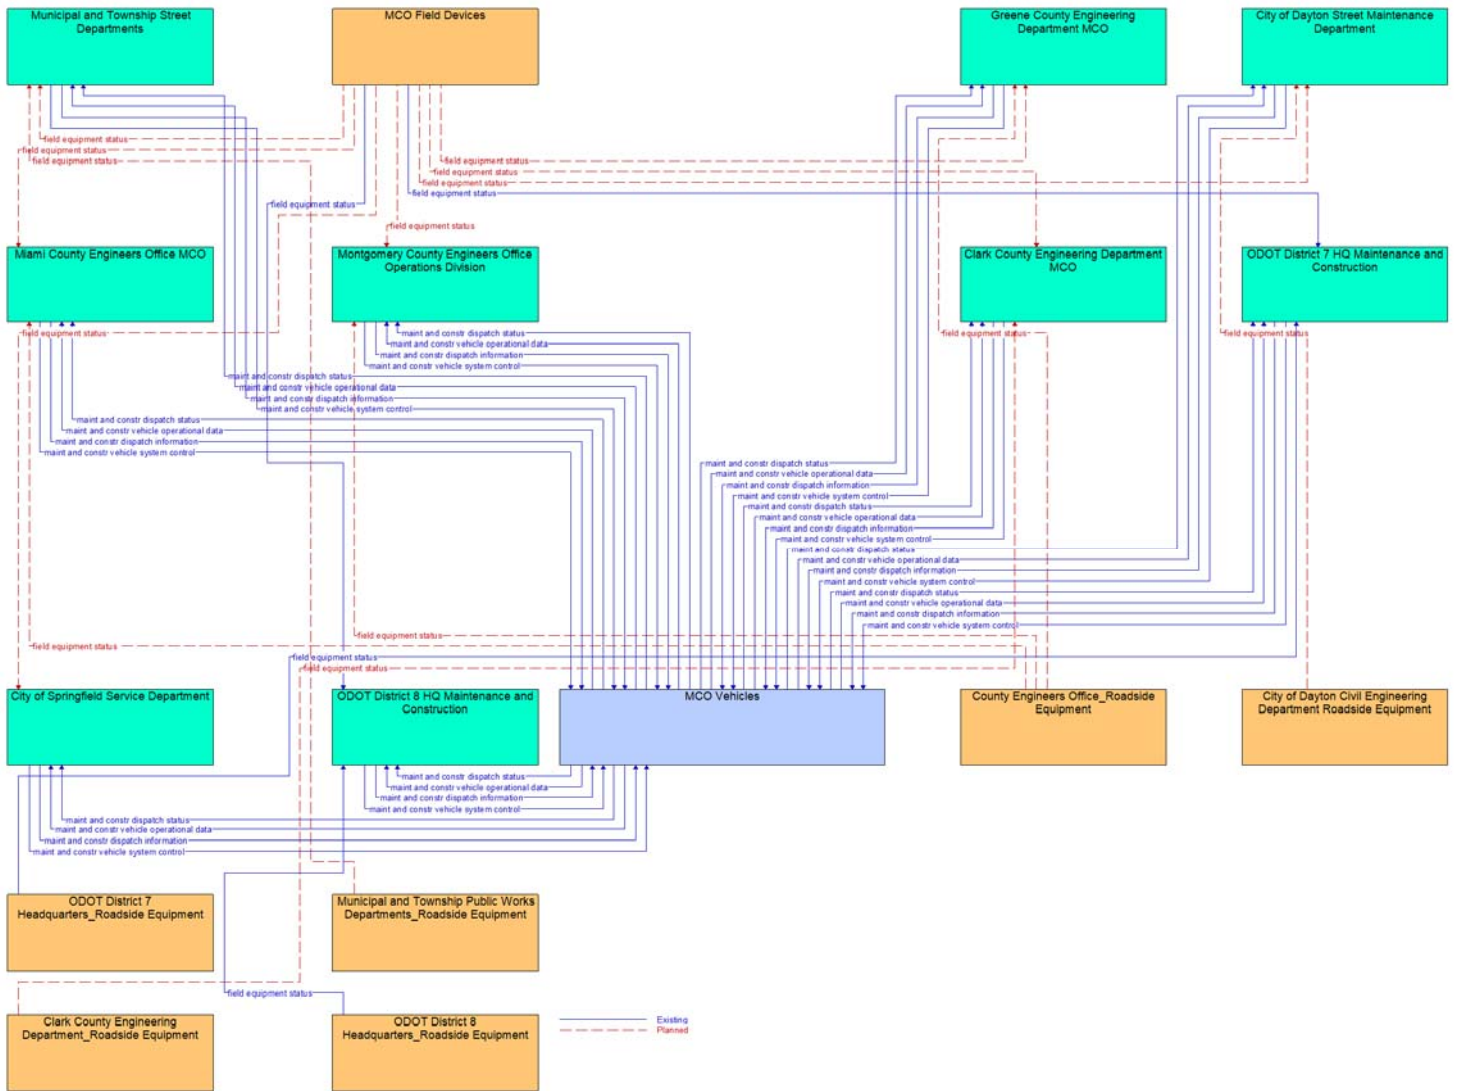 Municipal and Township Street
Departments
MCO Field Devices
Greene County Engineering
Department MCO
City of Dayton Street Maintenance
Department
field equipment status
field equipment status
field equipment status
field equipment status
field equipment status
field equipment status
field equipment status
field equipment status
field equipment status
Miami County Engineers Office MCO
Montgomery County Engineers Office
Operations Division
Clark County Engineering Department
MCO
ODOT District 7 HQ Maintenance and
Construction
field equipment status
field equipment status
field equipment status
maint and constr dispatch status
maint and constr vehicle operational data
maint and constr dispatch information
maint and constr vehicle system control
maint and constr dispatch status
maint and constr vehicle operational data
maint and constr dispatch information
maint and constr vehicle system control
maint and constr dispatch status
maint and constr vehicle operational data
maint and constr dispatch information
maint and constr vehicle system control
maint and constr dispatch status
maint and constr vehicle operational data
maint and constr dispatch information
maint and constr vehicle system control
maint and constr dispatch status
maint and constr vehicle operational data
maint and constr dispatch information
maint and constr vehicle system control
maint and constr dispatch status
maint and constr vehicle operational data
maint and constr dispatch information
maint and constr vehicle system control
maint and constr dispatch status
maint and constr vehicle operational data
maint and constr dispatch information
maint and constr vehicle system control
field equipment status
field equipment status
field equipment status
field equipment status
City of Springfield Service Department
ODOT District 8 HQ Maintenance and
Construction
MCO Vehicles
County Engineers Office_Roadside
Equipment
City of Dayton Civil Engineering
Department Roadside Equipment
maint and constr dispatch status
maint and constr vehicle operational data
maint and constr dispatch information
maint and constr vehicle system control
maint and constr dispatch status
maint and constr vehicle operational data
maint and constr dispatch information
maint and constr vehicle system control
ODOT District 7
Headquarters_Roadside Equipment
Municipal and Township Public Works
Departments_Roadside Equipment
field equipment status
Clark County Engineering
Department_Roadside Equipment
ODOT District 8
Headquarters_Roadside Equipment
Existing
Planned